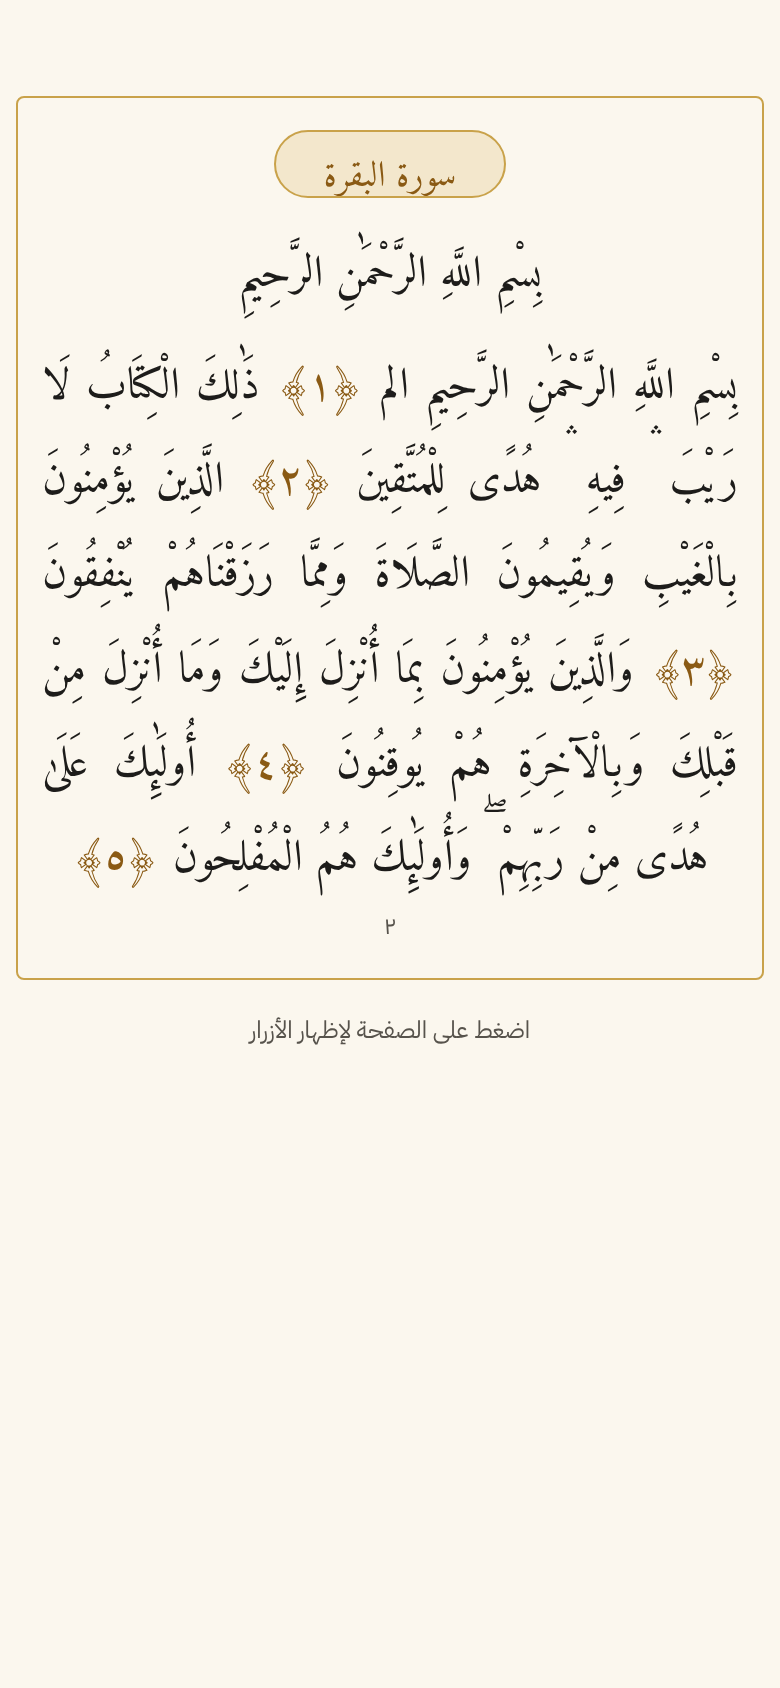 سورة البقرة
بِسْمِ اللَّهِ الرَّحْمَٰنِ الرَّحِيمِ
بِسْمِ اللَّهِ الرَّحْمَٰنِ الرَّحِيمِ الم ﴿١﴾ ذَٰلِكَ الْكِتَابُ لَا
رَيْبَ ۛ فِيهِ ۛ هُدًى لِلْمُتَّقِينَ ﴿٢﴾ الَّذِينَ يُؤْمِنُونَ
بِالْغَيْبِ وَيُقِيمُونَ الصَّلَاةَ وَمِمَّا رَزَقْنَاهُمْ يُنْفِقُونَ
﴿٣﴾ وَالَّذِينَ يُؤْمِنُونَ بِمَا أُنْزِلَ إِلَيْكَ وَمَا أُنْزِلَ مِنْ
قَبْلِكَ وَبِالْآخِرَةِ هُمْ يُوقِنُونَ ﴿٤﴾ أُولَٰئِكَ عَلَىٰ
هُدًى مِنْ رَبِّهِمْ ۖ وَأُولَٰئِكَ هُمُ الْمُفْلِحُونَ ﴿٥﴾
٢
اضغط على الصفحة لإظهار الأزرار